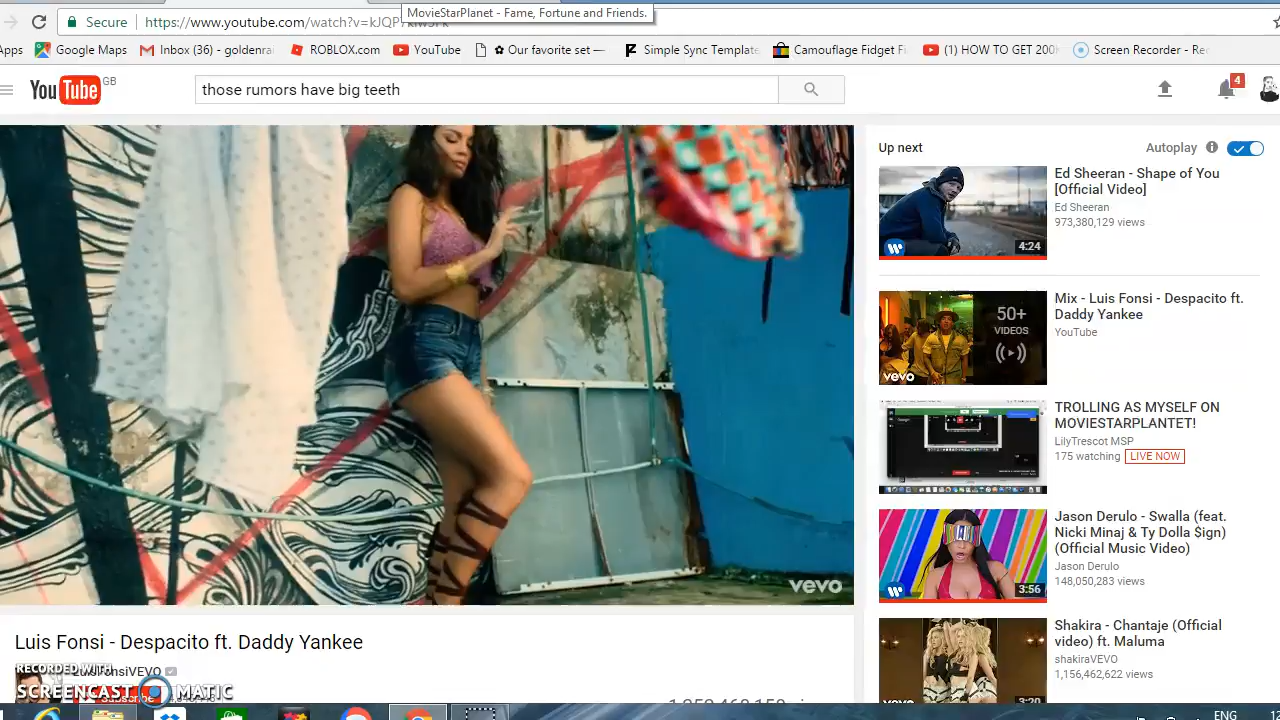 MovieStarPlanet - Fame, Fortune and Friends.
Secure https://www.youtube.com/watch?v=kJQP
Apps Google Maps Inbox (36) - goldenra ROBLOX.com YouTube ✿ Our favorite set — Simple Sync Template Camouflage Fidget F (1) HOW TO GET 200 Screen Recorder - Re
YouTube GB
those rumors have big teeth
4
Up next
Autoplay
Ed Sheeran - Shape of You
[Official Video]
Ed Sheeran
973,380,129 views
4:24
Mix - Luis Fonsi - Despacito ft.
Daddy Yankee
YouTube
50+
VIDEOS
vevo
TROLLING AS MYSELF ON
MOVIESTARPLANTET!
LilyTrescot MSP
175 watching LIVE NOW
Jason Derulo - Swalla (feat.
Nicki Minaj & Ty Dolla $ign)
(Official Music Video)
Jason Derulo
148,050,283 views
3:56
Shakira - Chantaje (Official
video) ft. Maluma
shakiraVEVO
1,156,462,622 views
3:20
vevo
Luis Fonsi - Despacito ft. Daddy Yankee
LuisFonsiVEVO
Subscribe
RECORDED WITH
SCREENCAST MATIC
ENG